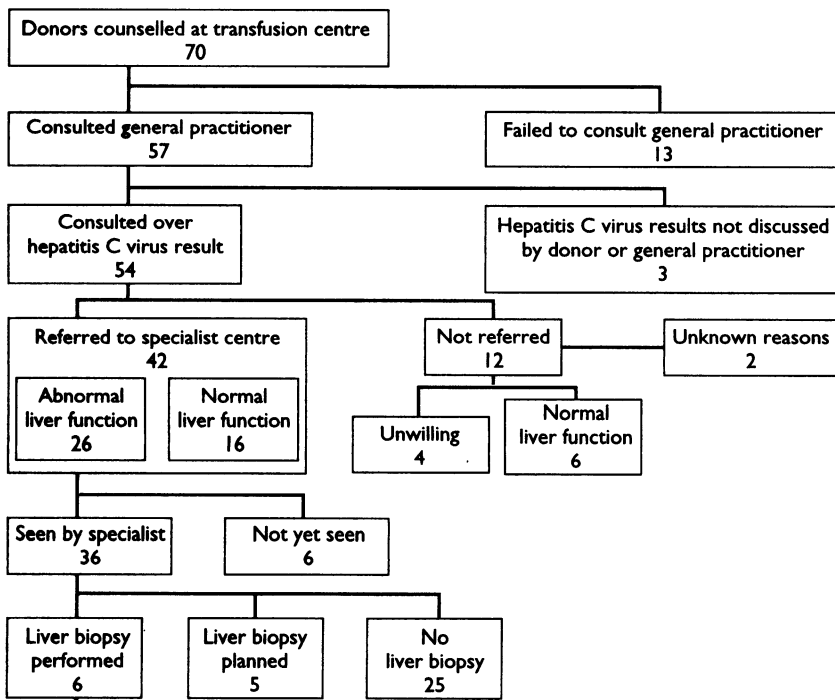 Donors counselled at transfusion centre
70
Consulted general practitioner
57
Failed to consult general practitioner
13
Consulted over
hepatitis C virus result
54
Hepatitis C virus results not discussed
by donor or general practitioner
3
Referred to specialist centre
42
Abnormal
liver function
26
Normal
liver function
16
Not referred
12
Unknown reasons
2
Unwilling
4
Normal
liver function
6
Seen by specialist
36
Not yet seen
6
Liver biopsy
performed
6
Liver biopsy
planned
5
No
liver biopsy
25